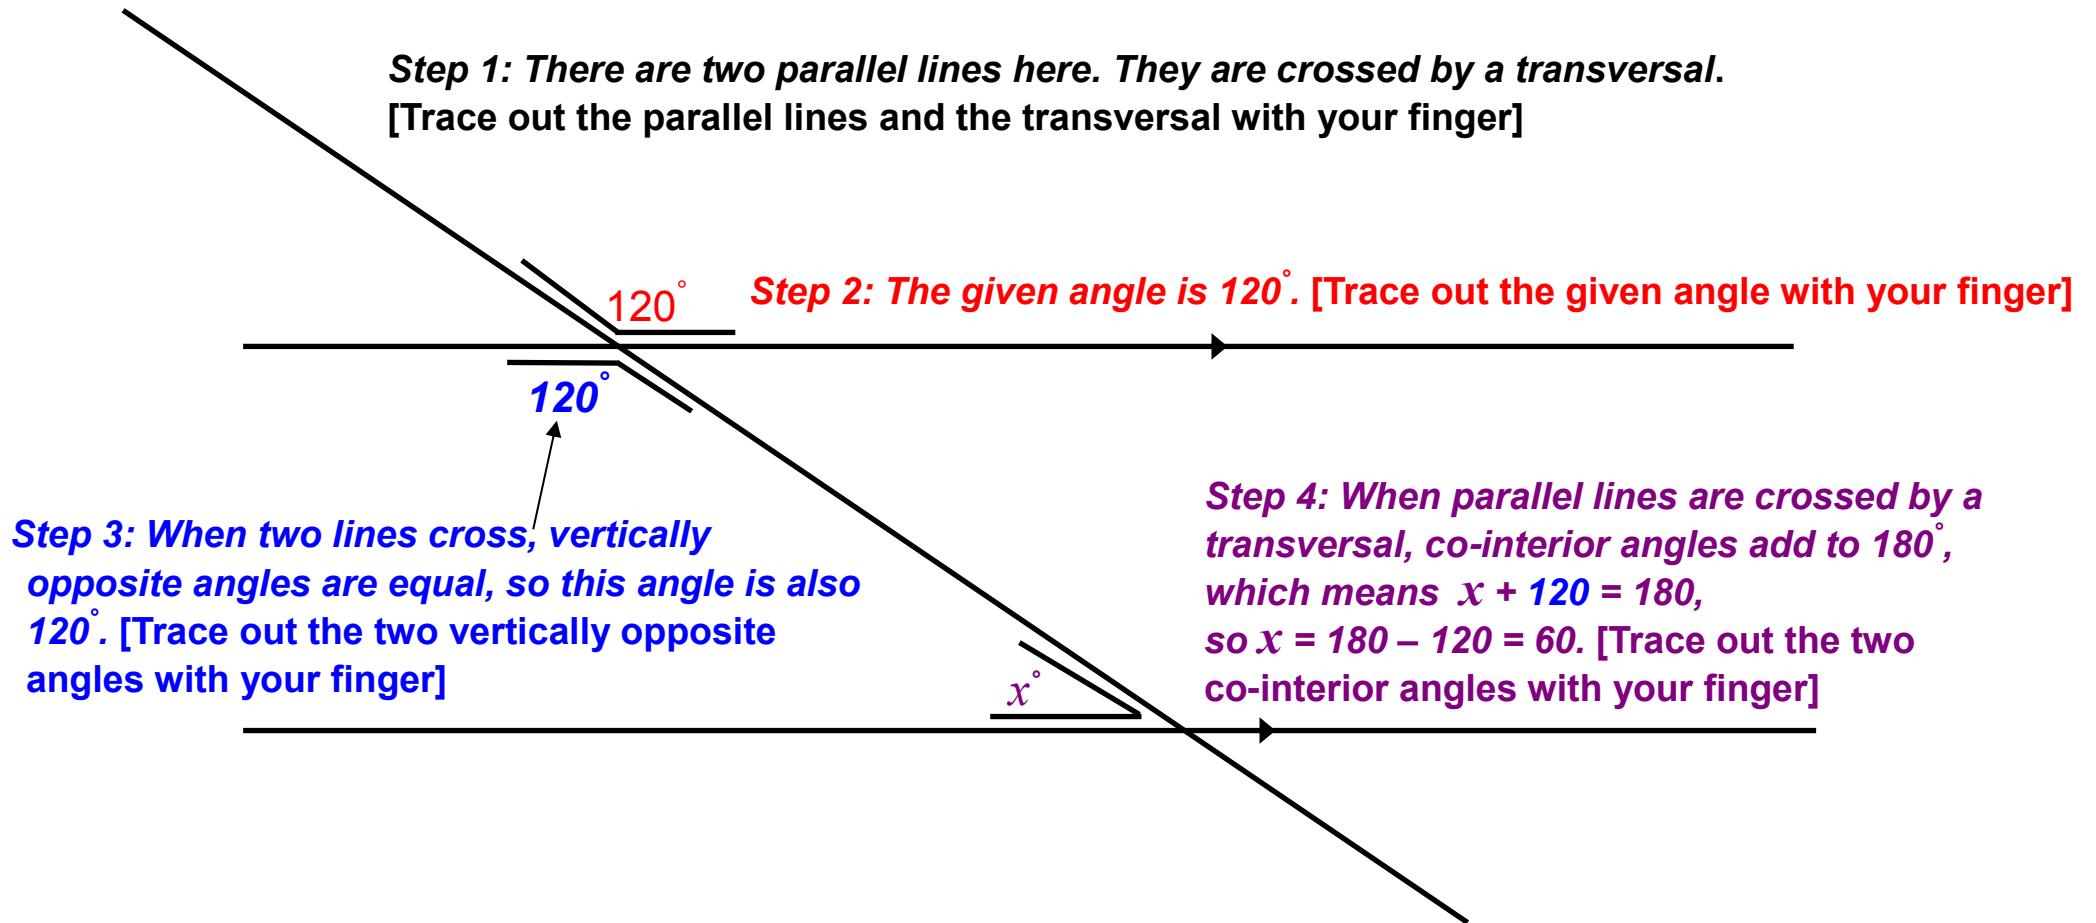 Step 1: There are two parallel lines here. They are crossed by a transversal.
[Trace out the parallel lines and the transversal with your finger]
120°
Step 2: The given angle is 120°. [Trace out the given angle with your finger]
120°
Step 3: When two lines cross, vertically
opposite angles are equal, so this angle is also
120°. [Trace out the two vertically opposite
angles with your finger]
Step 4: When parallel lines are crossed by a
transversal, co-interior angles add to 180°,
which means x + 120 = 180,
so x = 180 – 120 = 60. [Trace out the two
co-interior angles with your finger]
x°